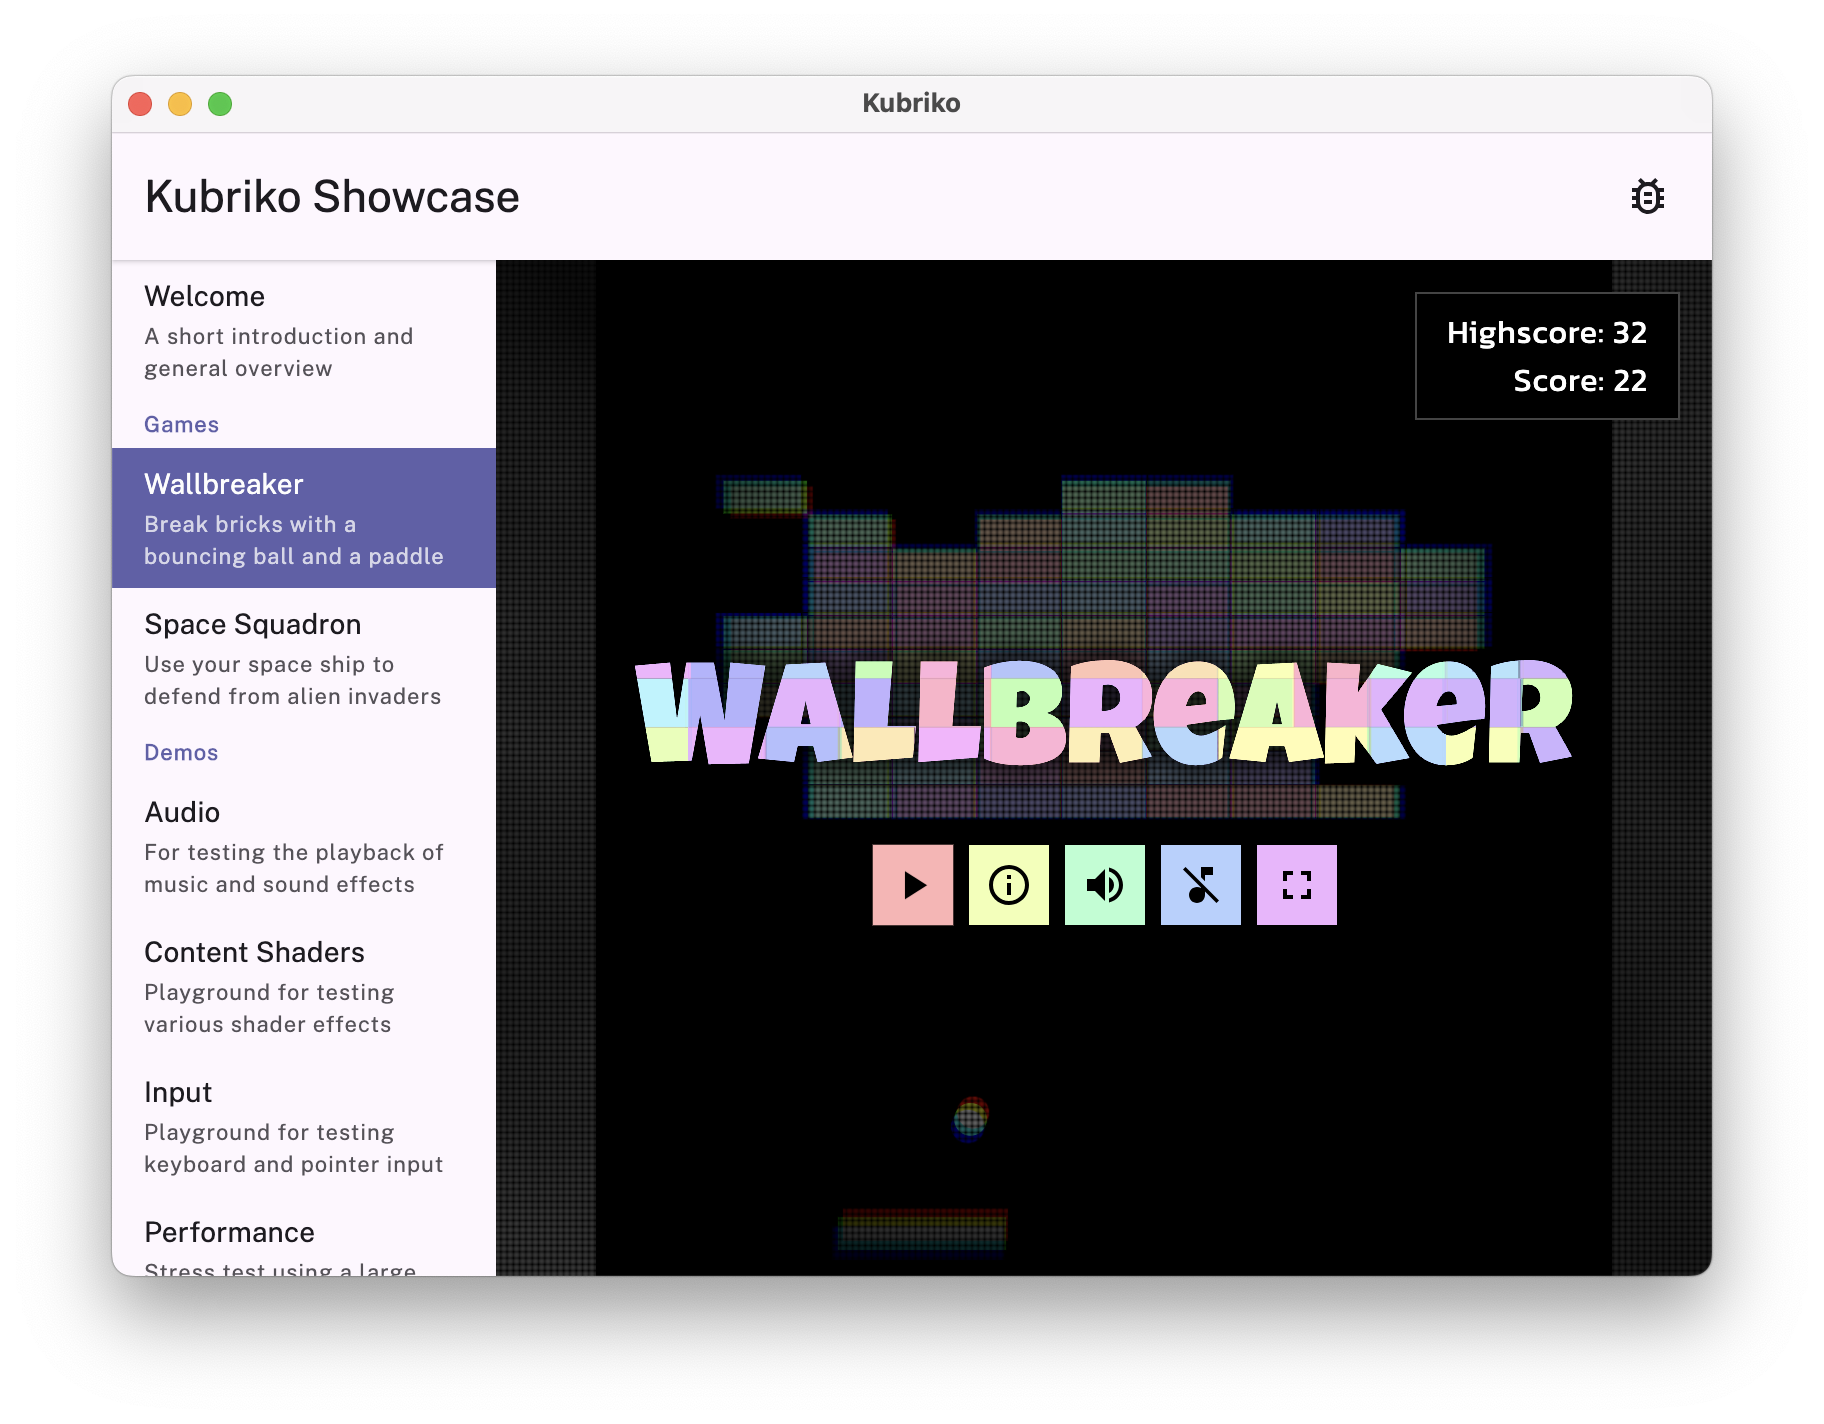 Kubriko
Kubriko Showcase
Welcome
A short introduction and
general overview
Games
Wallbreaker
Break bricks with a
bouncing ball and a paddle
Space Squadron
Use your space ship to
defend from alien invaders
Demos
Audio
For testing the playback of
music and sound effects
Content Shaders
Playground for testing
various shader effects
Input
Playground for testing
keyboard and pointer input
Performance
Stress test using a large
Highscore: 32
Score: 22
WALLBREAKER